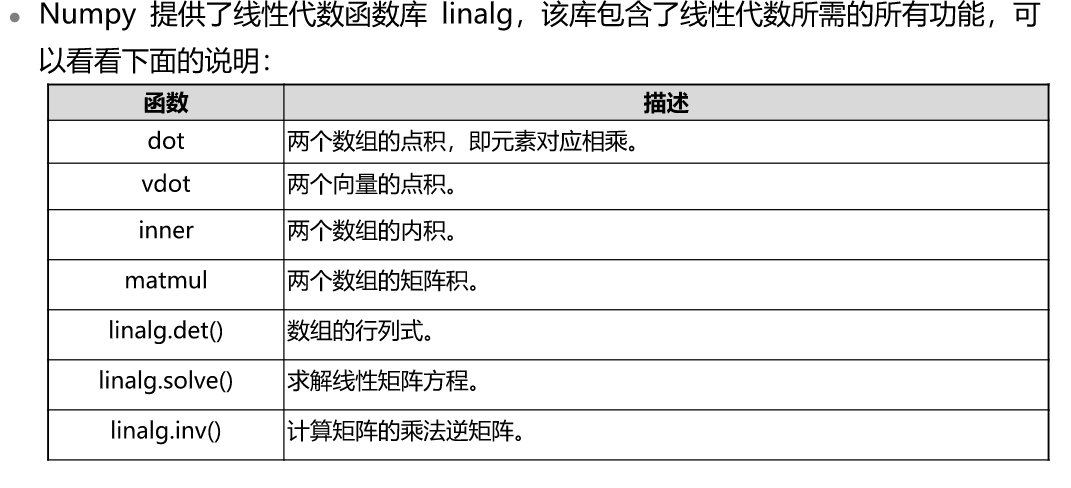 • Numpy 提供了线性代数函数库 linalg，该库包含了线性代数所需的所有功能，可
以看看下面的说明：
函数 描述
dot 两个数组的点积，即元素对应相乘。
vdot 两个向量的点积。
inner 两个数组的内积。
matmul 两个数组的矩阵积。
linalg.det() 数组的行列式。
linalg.solve() 求解线性矩阵方程。
linalg.inv() 计算矩阵的乘法逆矩阵。